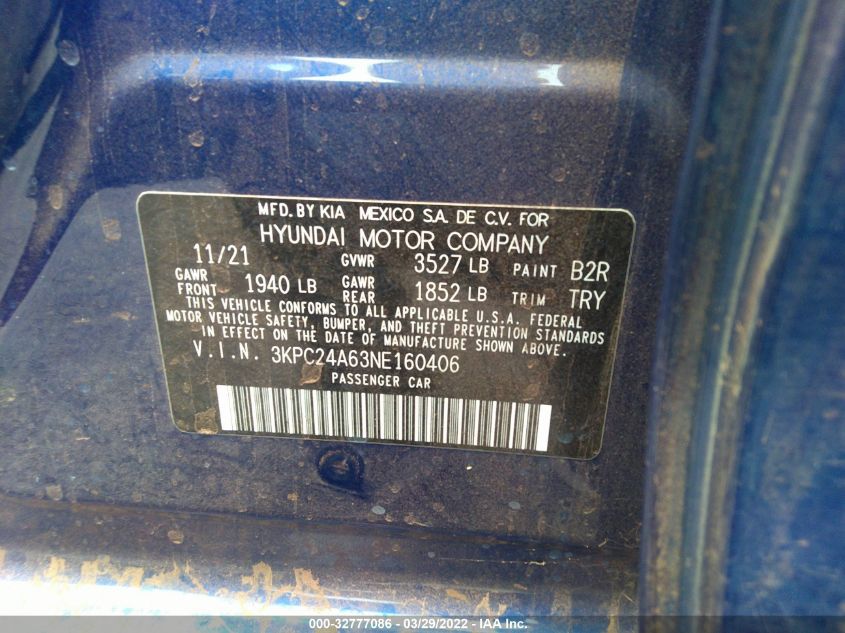 MFD. BY KIA MEXICO S.A. DE C.V. FOR
HYUNDAI MOTOR COMPANY
11/21 GVWR 3527 LB PAINT B2R
GAWR FRONT 1940 LB GAWR REAR 1852 LB TRIM TRY
THIS VEHICLE CONFORMS TO ALL APPLICABLE U.S.A. FEDERAL
MOTOR VEHICLE SAFETY, BUMPER, AND THEFT PREVENTION STANDARDS
IN EFFECT ON THE DATE OF MANUFACTURE SHOWN ABOVE.
V.I.N. 3KPC24A63NE160406
PASSENGER CAR
000-32777086 - 03/29/2022 - IAA Inc.